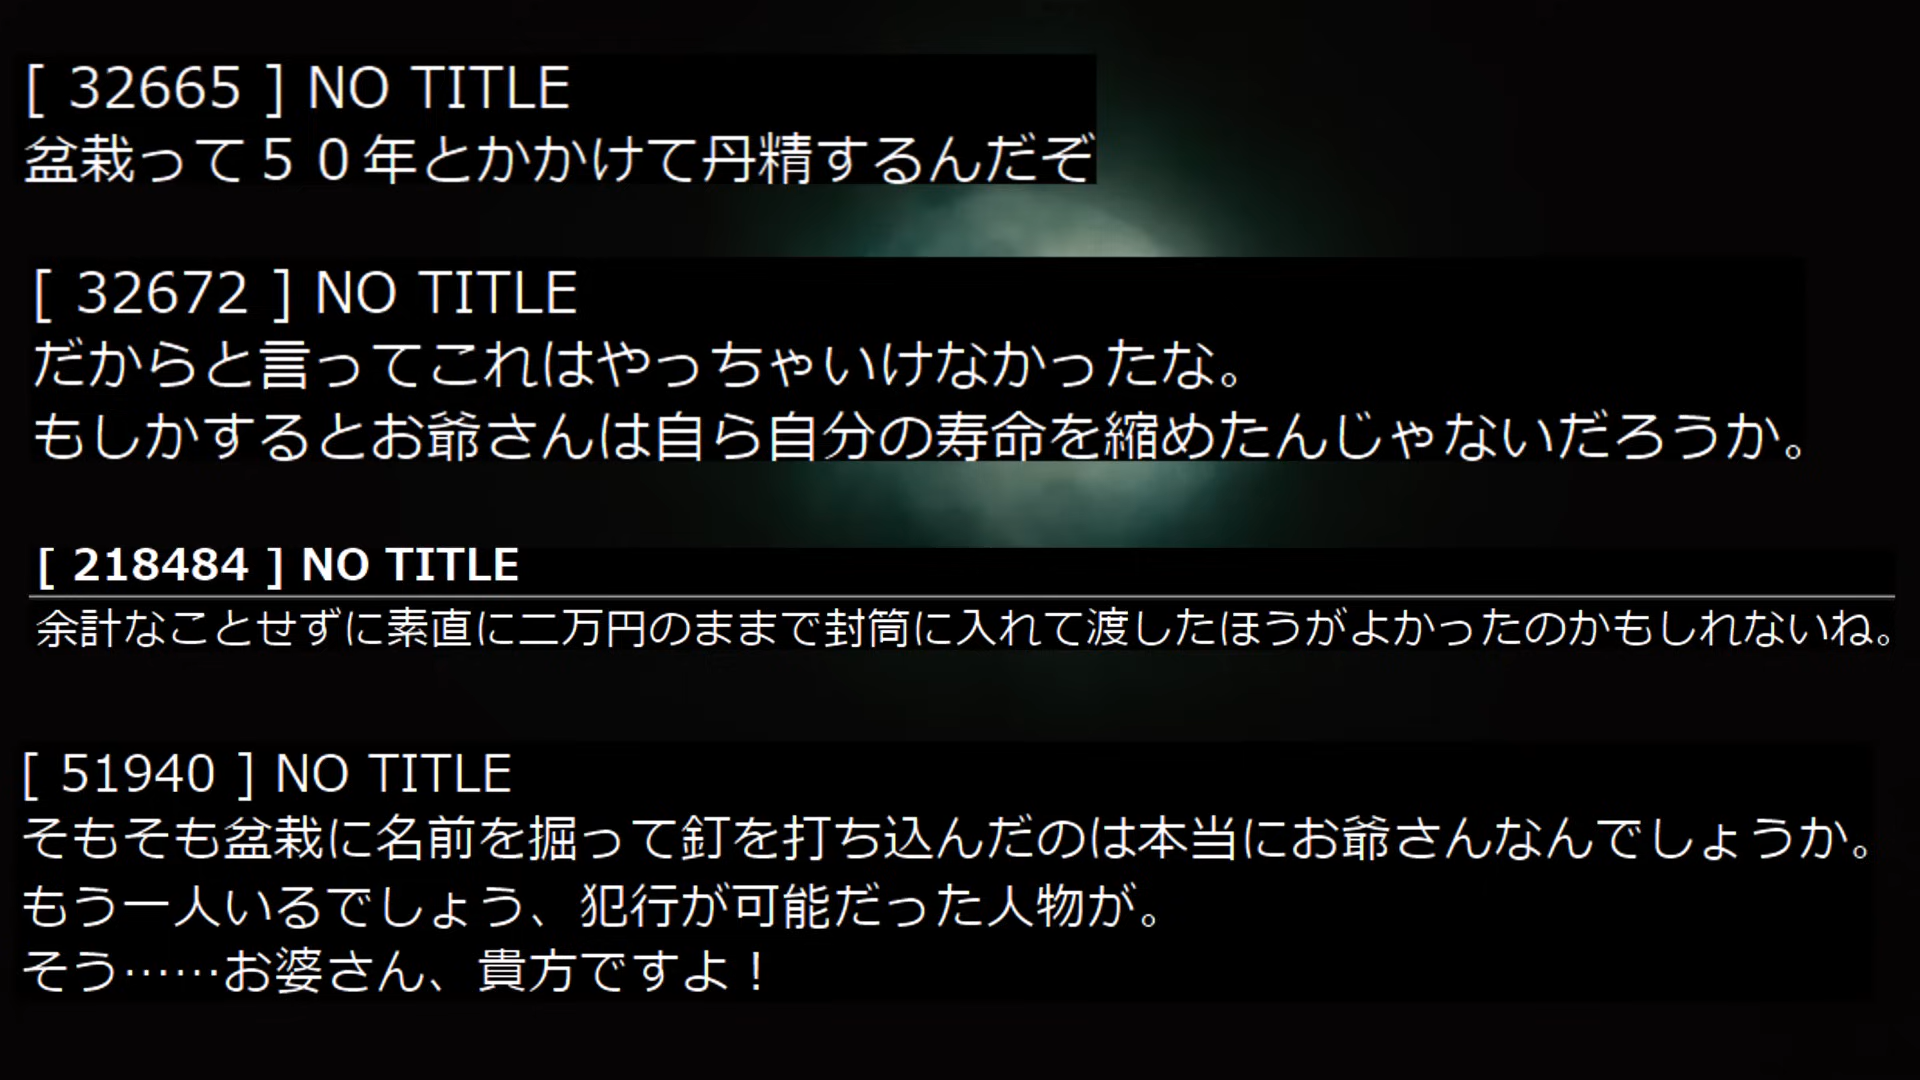 [ 32665 ] NO TITLE
盆栽って５０年とかかけて丹精するんだぞ
[ 32672 ] NO TITLE
だからと言ってこれはやっちゃいけなかったな。
もしかするとお爺さんは自ら自分の寿命を縮めたんじゃないだろうか。
[ 218484 ] NO TITLE
余計なことせずに素直に二万円のままで封筒に入れて渡したほうがよかったのかもしれないね。
[ 51940 ] NO TITLE
そもそも盆栽に名前を掘って釘を打ち込んだのは本当にお爺さんなんでしょうか。
もう一人いるでしょう、犯行が可能だった人物が。
そう……お婆さん、貴方ですよ！